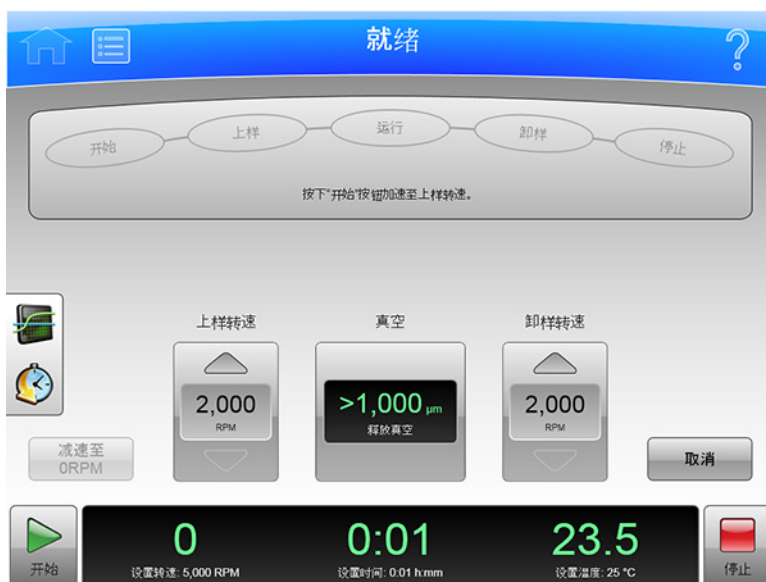 就绪
开始
上样
运行
卸样
停止
按下"开始"按钮加速至上样转速。
上样转速
真空
卸样转速
2,000
RPM
>1,000 µm
释放真空
2,000
RPM
减速至
0RPM
取消
0
0:01
23.5
开始
设置转速: 5,000 RPM
设置时间: 0:01 h:mm
设置温度: 25 °C
停止